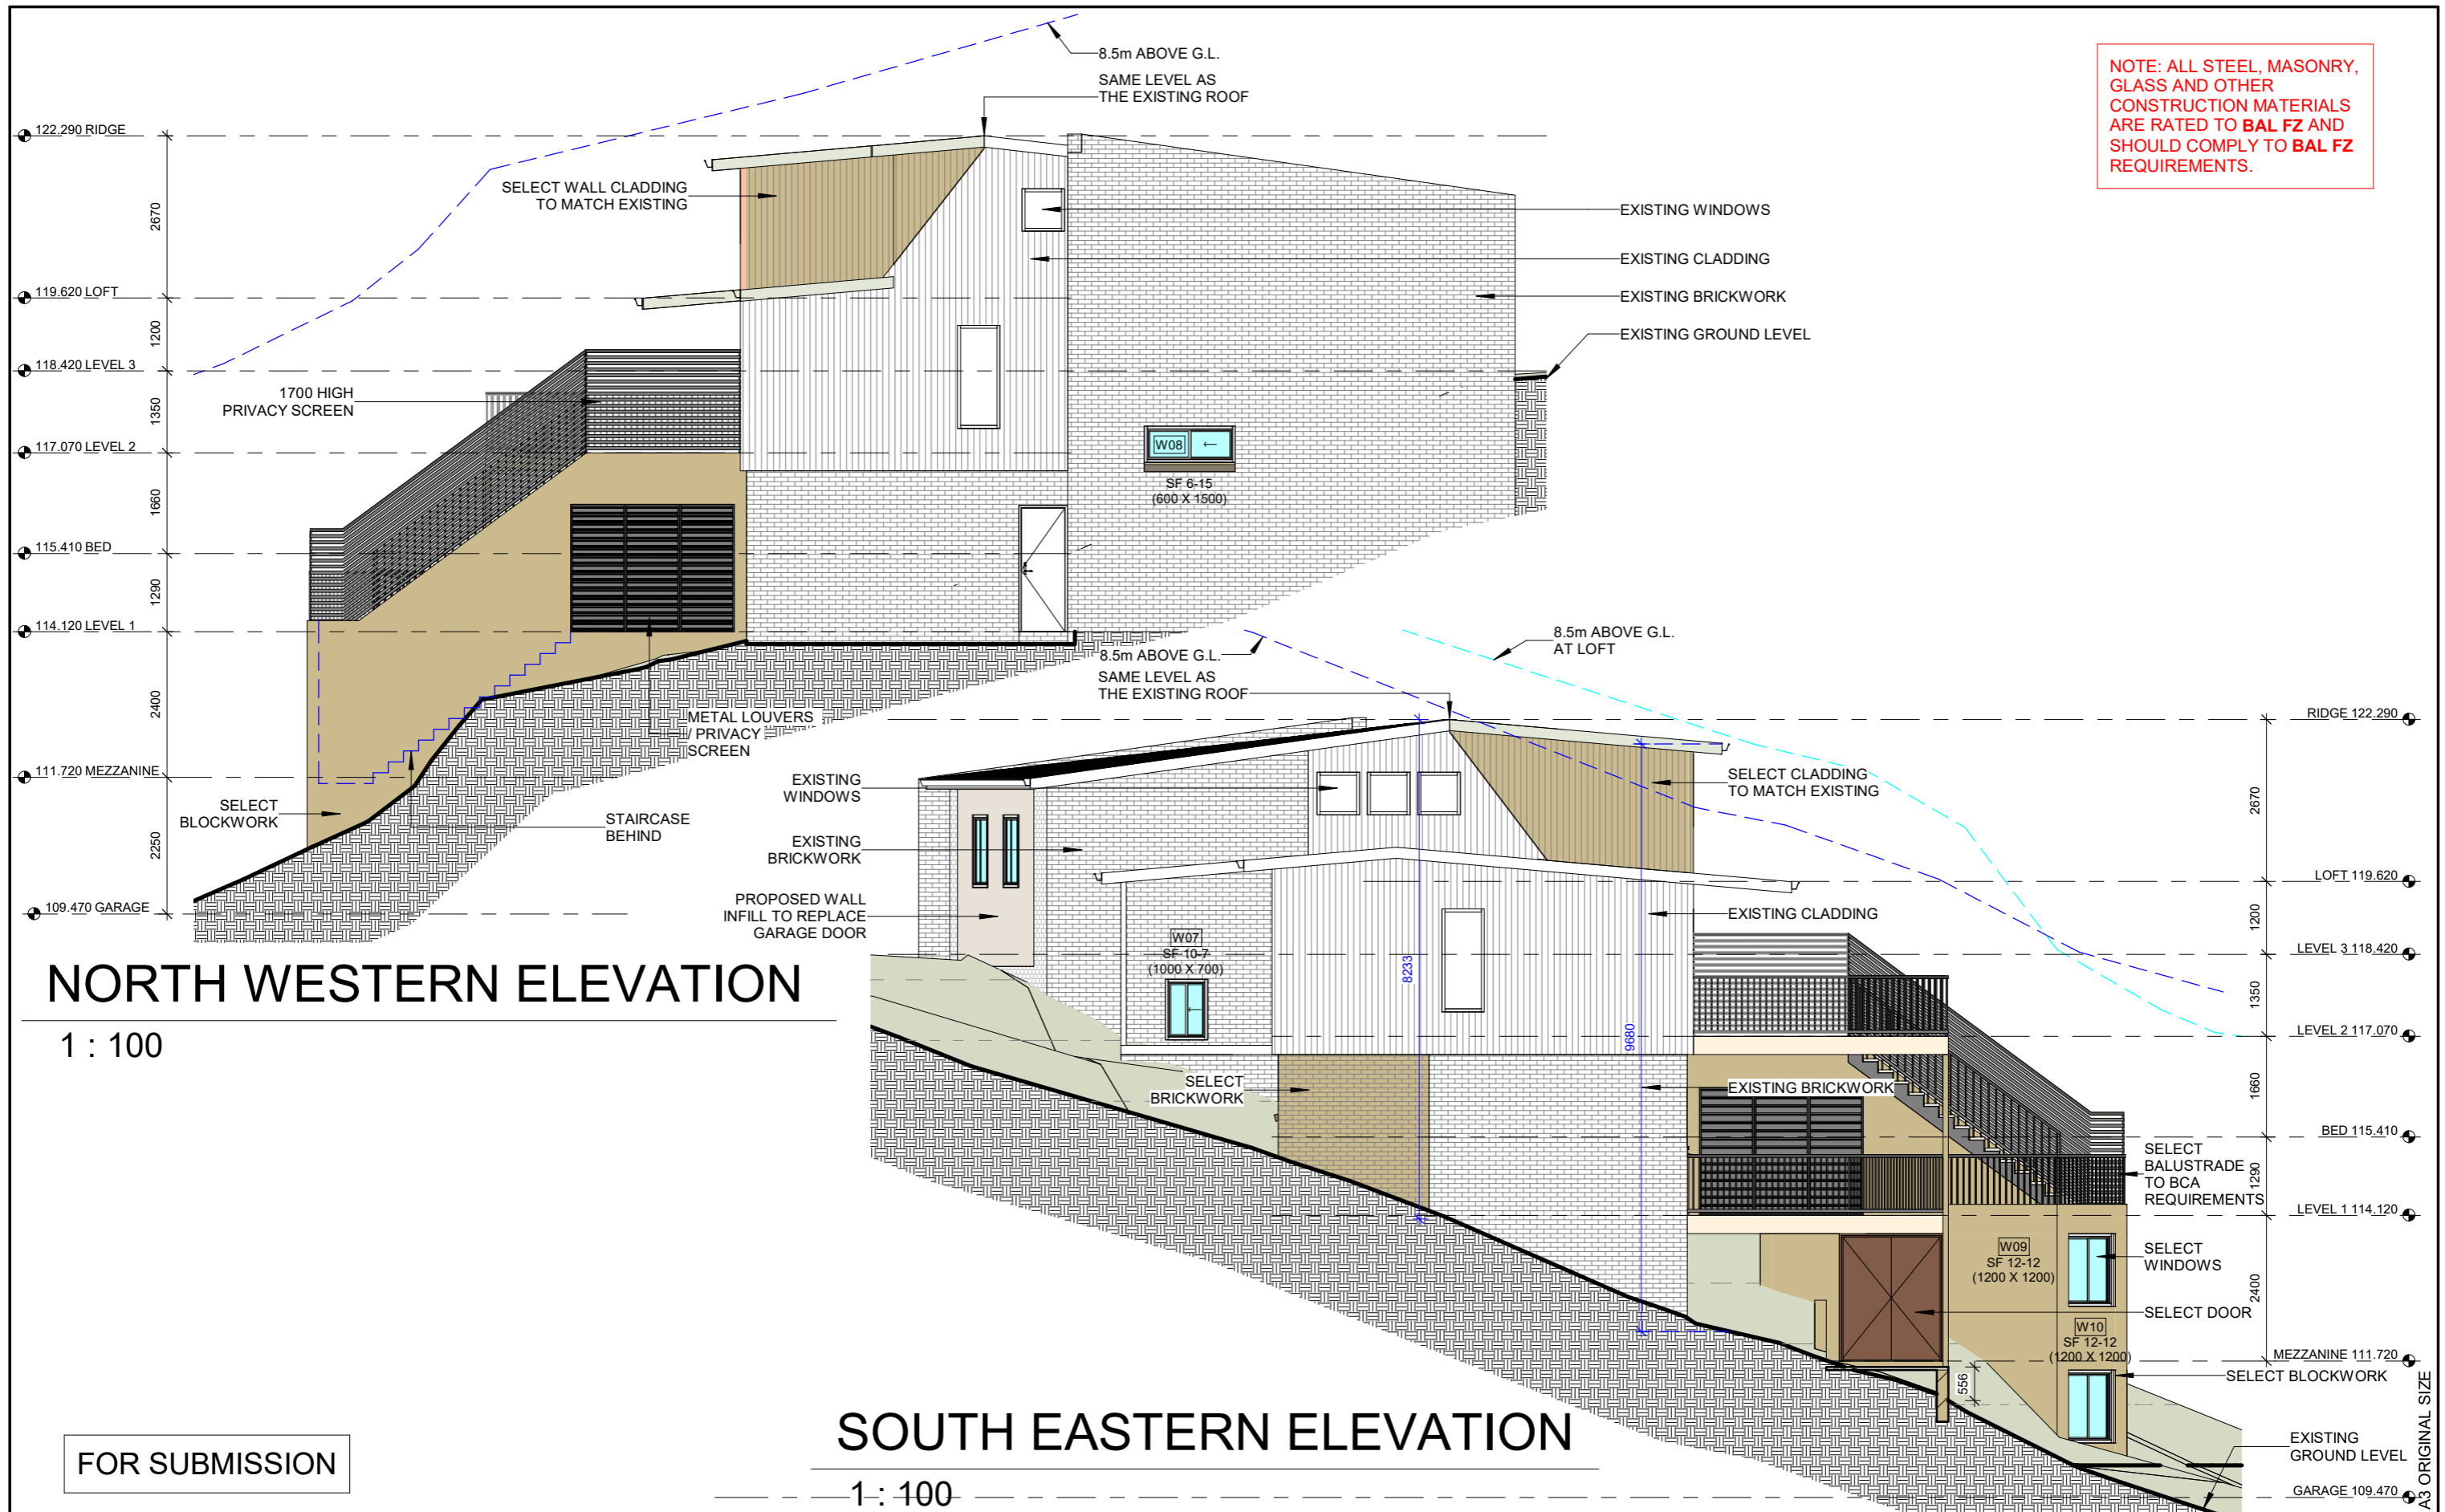 8.5m ABOVE G.L.
SAME LEVEL AS
THE EXISTING ROOF
NOTE: ALL STEEL, MASONRY,
GLASS AND OTHER
CONSTRUCTION MATERIALS
ARE RATED TO BAL FZ AND
SHOULD COMPLY TO BAL FZ
REQUIREMENTS.
122.290 RIDGE
2670
SELECT WALL CLADDING
TO MATCH EXISTING
EXISTING WINDOWS
EXISTING CLADDING
EXISTING BRICKWORK
EXISTING GROUND LEVEL
119.620 LOFT
1200
118.420 LEVEL 3
1700 HIGH
PRIVACY SCREEN
1350
117.070 LEVEL 2
W08
SF 6-15
(600 X 1500)
1660
115.410 BED
1290
114.120 LEVEL 1
2400
METAL LOUVERS
/ PRIVACY
SCREEN
111.720 MEZZANINE
SELECT
BLOCKWORK
STAIRCASE
BEHIND
2250
109.470 GARAGE
NORTH WESTERN ELEVATION
1 : 100
8.5m ABOVE G.L.
SAME LEVEL AS
THE EXISTING ROOF
8.5m ABOVE G.L.
AT LOFT
RIDGE 122.290
EXISTING
WINDOWS
SELECT CLADDING
TO MATCH EXISTING
2670
EXISTING
BRICKWORK
LOFT 119.620
PROPOSED WALL
INFILL TO REPLACE
GARAGE DOOR
EXISTING CLADDING
1200
W07
SF 10-7
(1000 X 700)
8233
LEVEL 3 118.420
1350
9680
LEVEL 2 117.070
SELECT
BRICKWORK
EXISTING BRICKWORK
1660
BED 115.410
SELECT
BALUSTRADE
TO BCA
REQUIREMENTS
1290
LEVEL 1 114.120
W09
SF 12-12
(1200 X 1200)
SELECT
WINDOWS
2400
SELECT DOOR
W10
SF 12-12
(1200 X 1200)
MEZZANINE 111.720
SELECT BLOCKWORK
556
SOUTH EASTERN ELEVATION
1 : 100
EXISTING
GROUND LEVEL
GARAGE 109.470
FOR SUBMISSION
A3 ORIGINAL SIZE